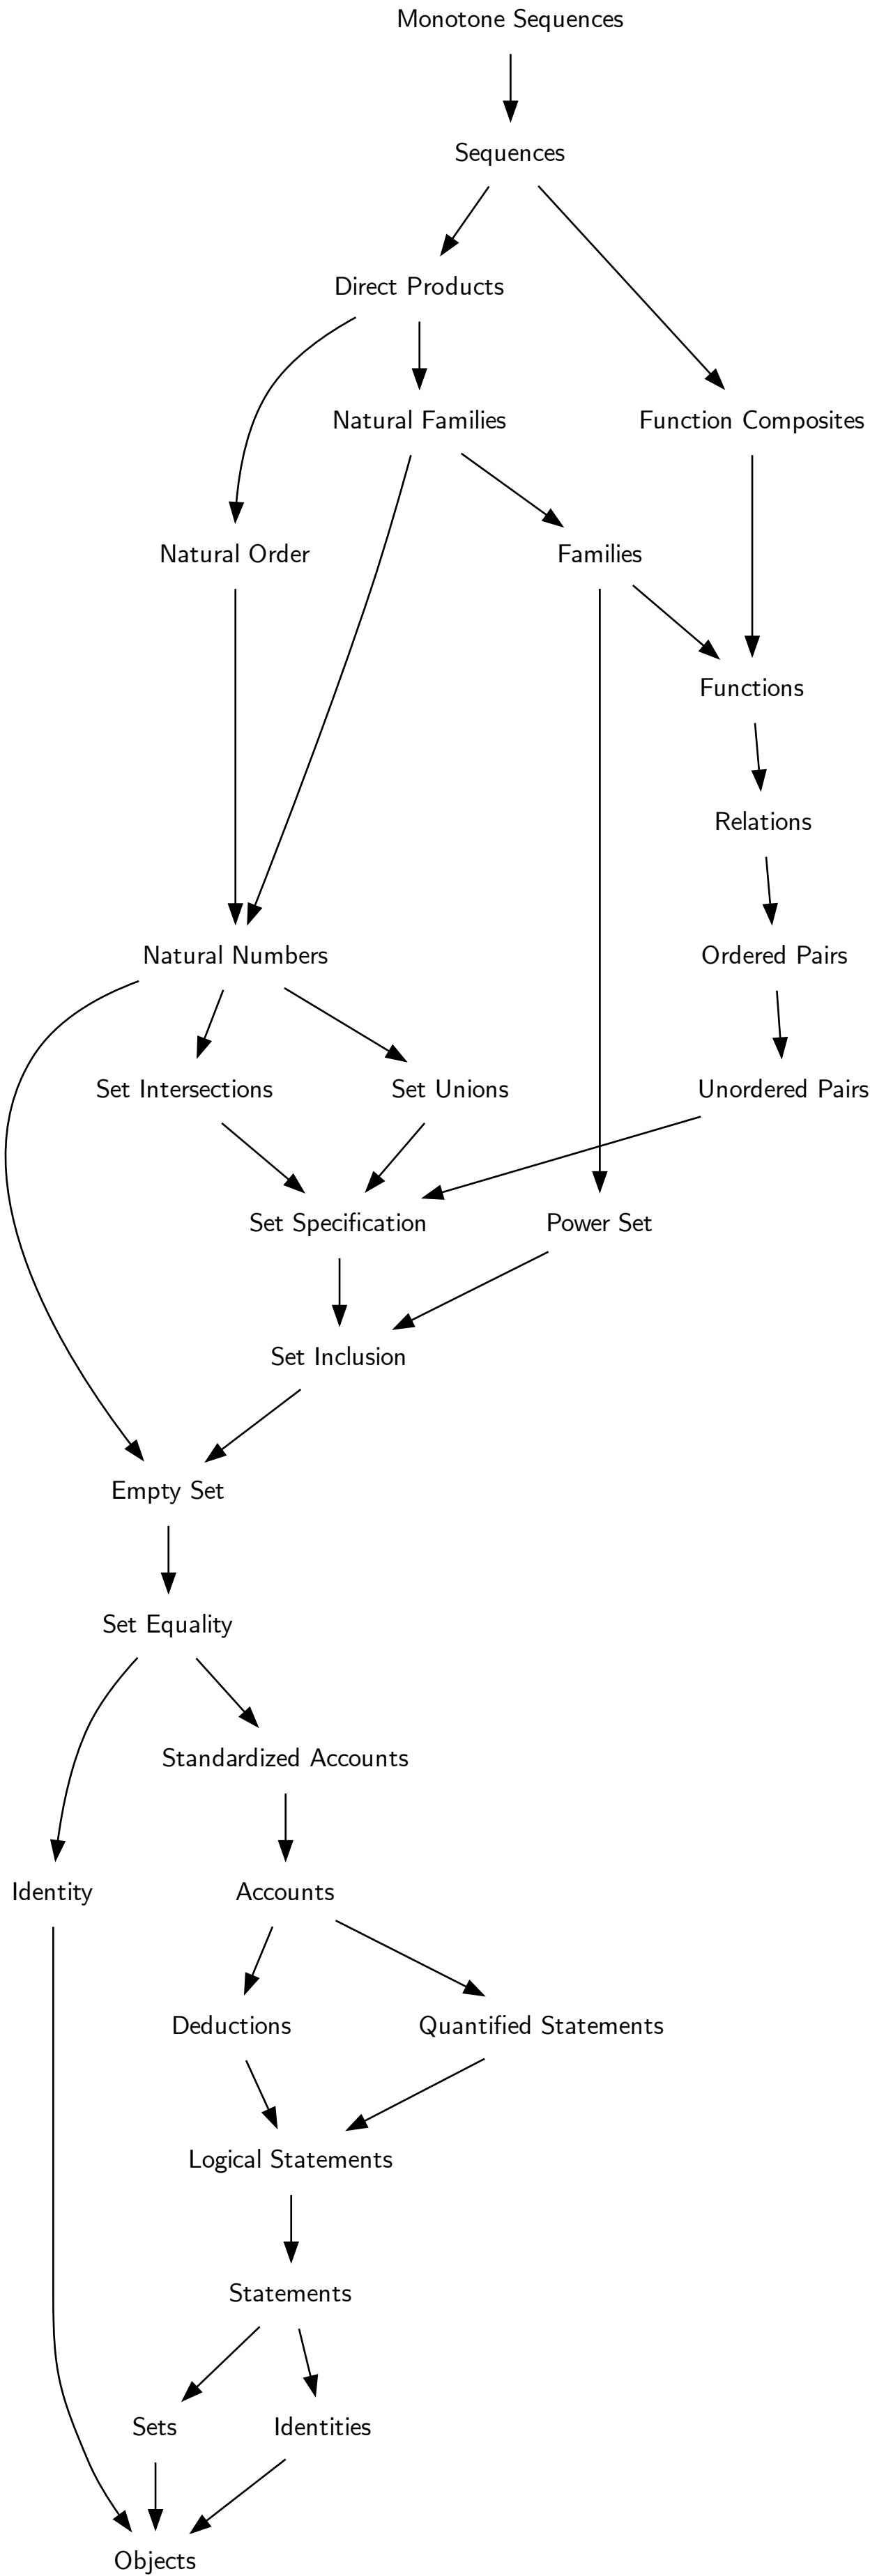 Monotone Sequences
Sequences
Direct Products
Natural Families
Function Composites
Natural Order
Families
Functions
Relations
Natural Numbers
Ordered Pairs
Set Intersections
Set Unions
Unordered Pairs
Set Specification
Power Set
Set Inclusion
Empty Set
Set Equality
Standardized Accounts
Identity
Accounts
Deductions
Quantified Statements
Logical Statements
Statements
Sets
Identities
Objects